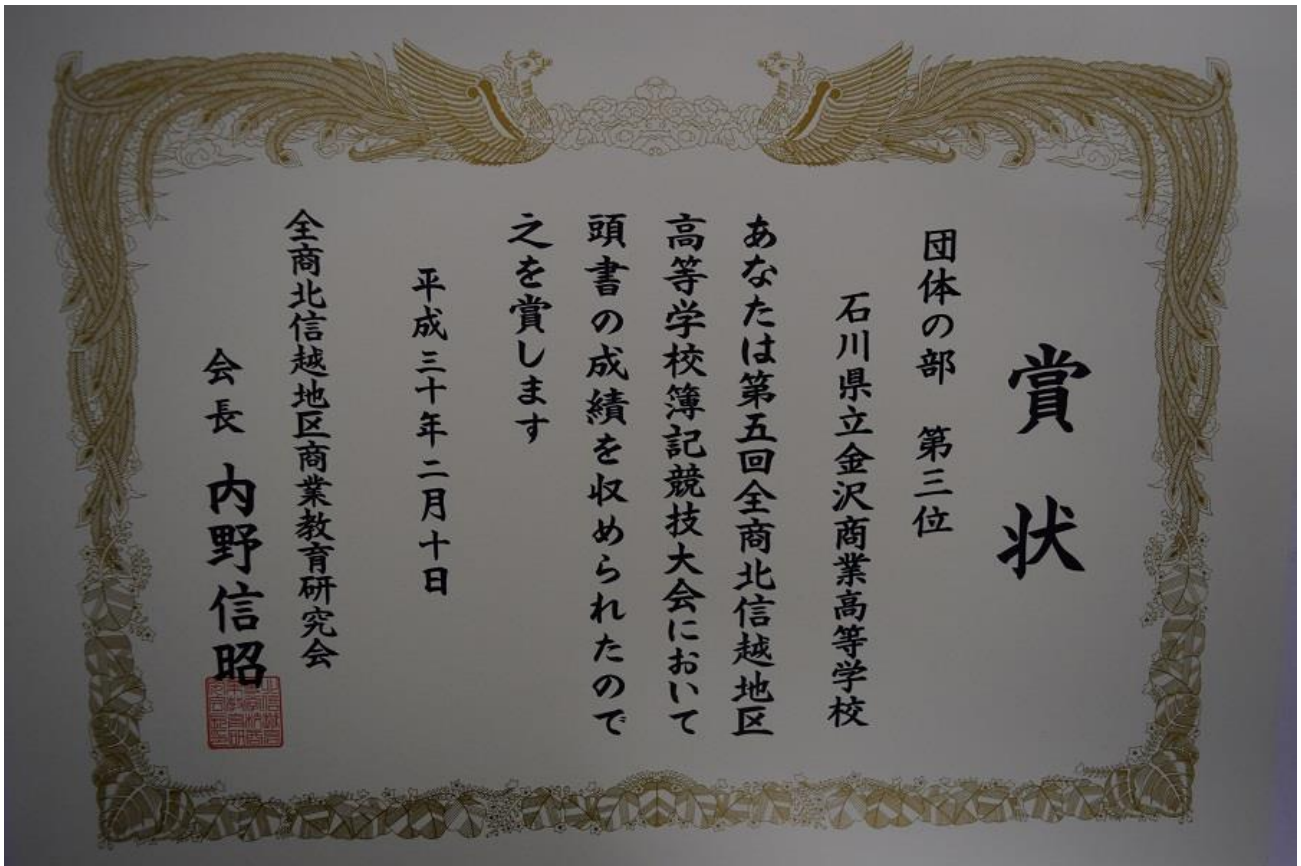 賞状
団体の部 第三位
石川県立金沢商業高等学校
あなたは第五回全商北信越地区
高等学校簿記競技大会において
頭書の成績を収められたので
之を賞します
平成三十年二月十日
全商北信越地区商業教育研究会
会長 内野信昭